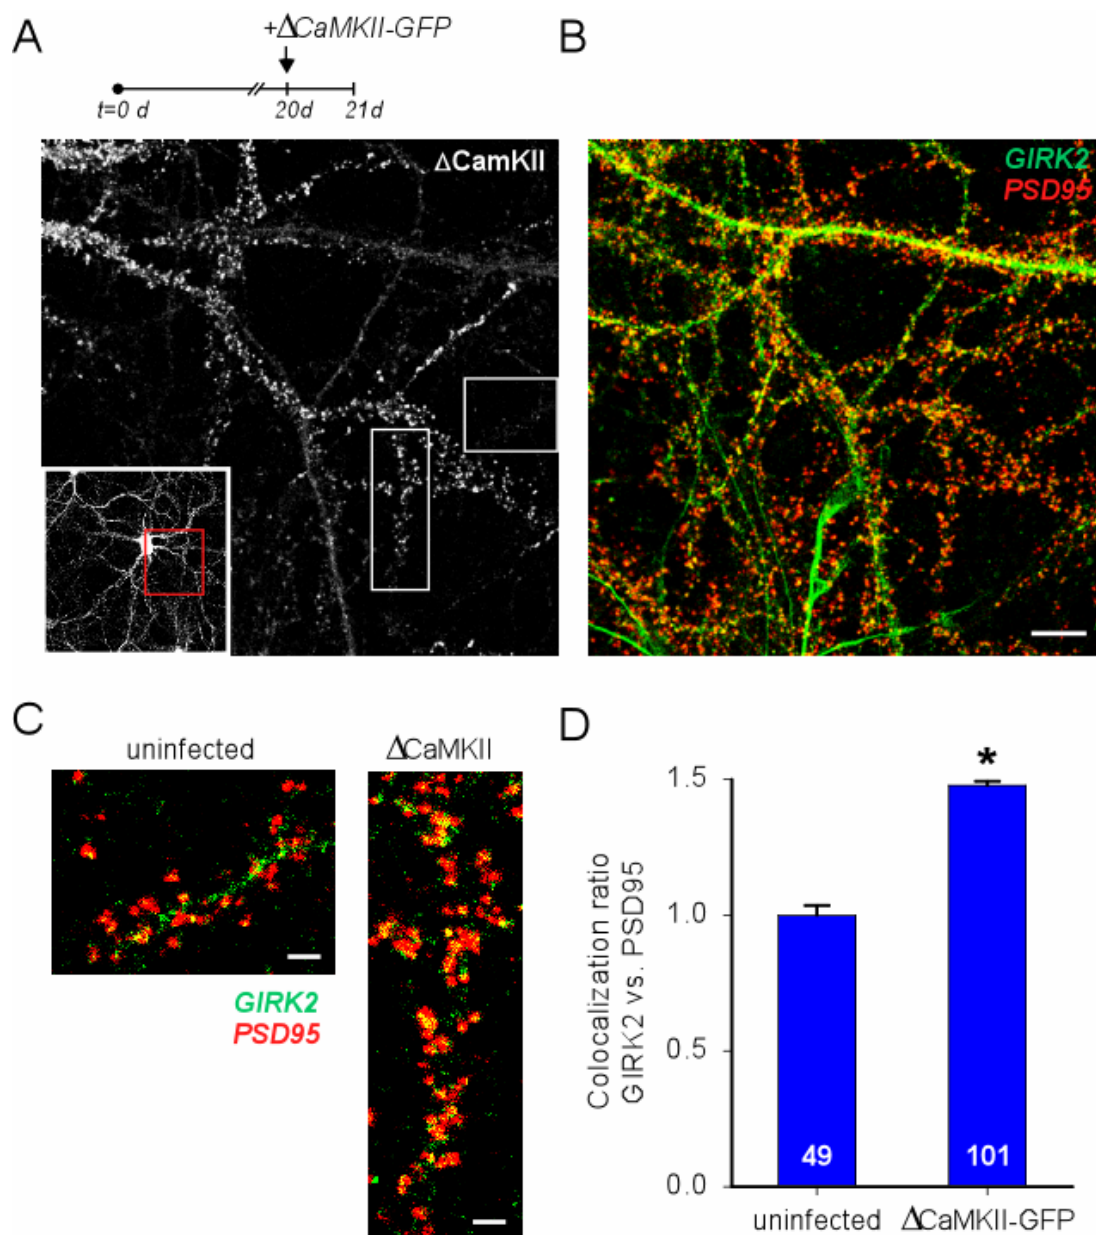 A
+ΔCaMKII-GFP
t=0 d
20d
21d
ΔCamKII
B
GIRK2
PSD95
C
uninfected
ΔCaMKII
GIRK2
PSD95
D
*
Colocalization ratio
GIRK2 vs. PSD95
1.5
1.0
0.5
0.0
49
101
uninfected
ΔCaMKII-GFP